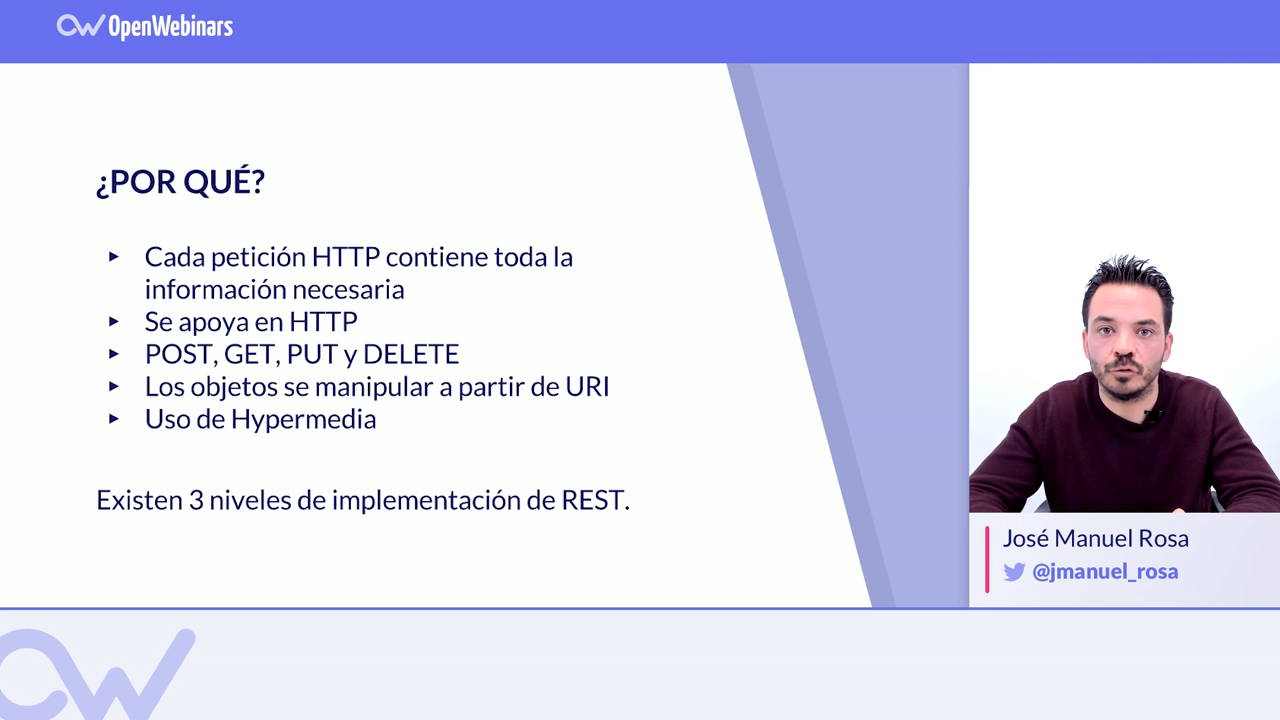 OpenWebinars
¿POR QUÉ?
Cada petición HTTP contiene toda la
información necesaria
Se apoya en HTTP
POST, GET, PUT y DELETE
Los objetos se manipular a partir de URI
Uso de Hypermedia
Existen 3 niveles de implementación de REST.
José Manuel Rosa
@jmanuel_rosa